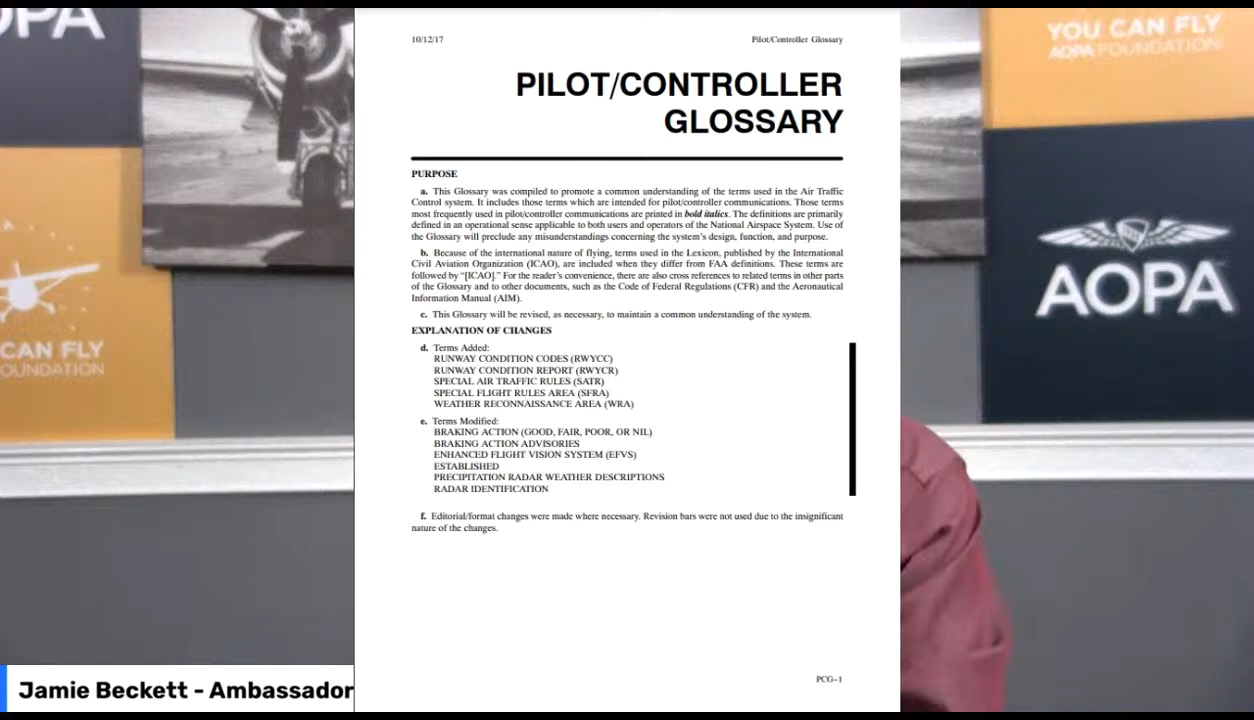 OPA
YOU CAN FLY
AOPA FOUNDATION
CAN FLY
OUNDATION
AOPA
10/12/17
Pilot/Controller Glossary
PILOT/CONTROLLER
GLOSSARY
PURPOSE
a. This Glossary was compiled to promote a common understanding of the terms used in the Air Traffic
Control system. It includes those terms which are intended for pilot/controller communications. Those terms
most frequently used in pilot/controller communications are printed in bold italics. The definitions are primarily
defined in an operational sense applicable to both users and operators of the National Airspace System. Use of
the Glossary will preclude any misunderstandings concerning the system's design, function, and purpose.
b. Because of the international nature of flying, terms used in the Lexicon, published by the International
Civil Aviation Organization (ICAO), are included when they differ from FAA definitions. These terms are
followed by "[ICAO]." For the reader's convenience, there are also cross references to related terms in other parts
of the Glossary and to other documents, such as the Code of Federal Regulations (CFR) and the Aeronautical
Information Manual (AIM).
c. This Glossary will be revised, as necessary, to maintain a common understanding of the system.
EXPLANATION OF CHANGES
d. Terms Added:
RUNWAY CONDITION CODES (RWYCC)
RUNWAY CONDITION REPORT (RWYCR)
SPECIAL AIR TRAFFIC RULES (SATR)
SPECIAL FLIGHT RULES AREA (SFRA)
WEATHER RECONNAISSANCE AREA (WRA)
e. Terms Modified:
BRAKING ACTION (GOOD, FAIR, POOR, OR NIL)
BRAKING ACTION ADVISORIES
ENHANCED FLIGHT VISION SYSTEM (EFVS)
ESTABLISHED
PRECIPITATION RADAR WEATHER DESCRIPTIONS
RADAR IDENTIFICATION
f. Editorial/format changes were made where necessary. Revision bars were not used due to the insignificant
nature of the changes.
PCG–1
Jamie Beckett - Ambassador